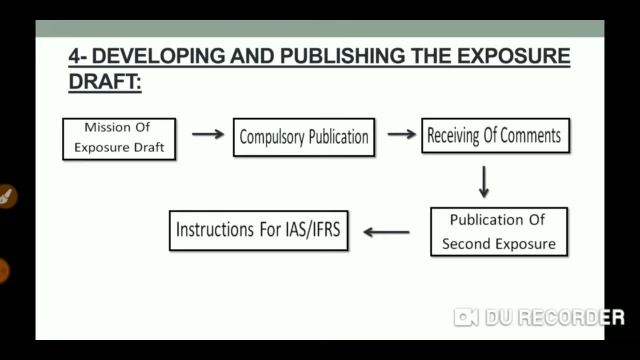 4- DEVELOPING AND PUBLISHING THE EXPOSURE
DRAFT:
Mission Of
Exposure Draft
Compulsory Publication
Receiving Of Comments
Publication Of
Second Exposure
Instructions For IAS/IFRS
DU RECORDER